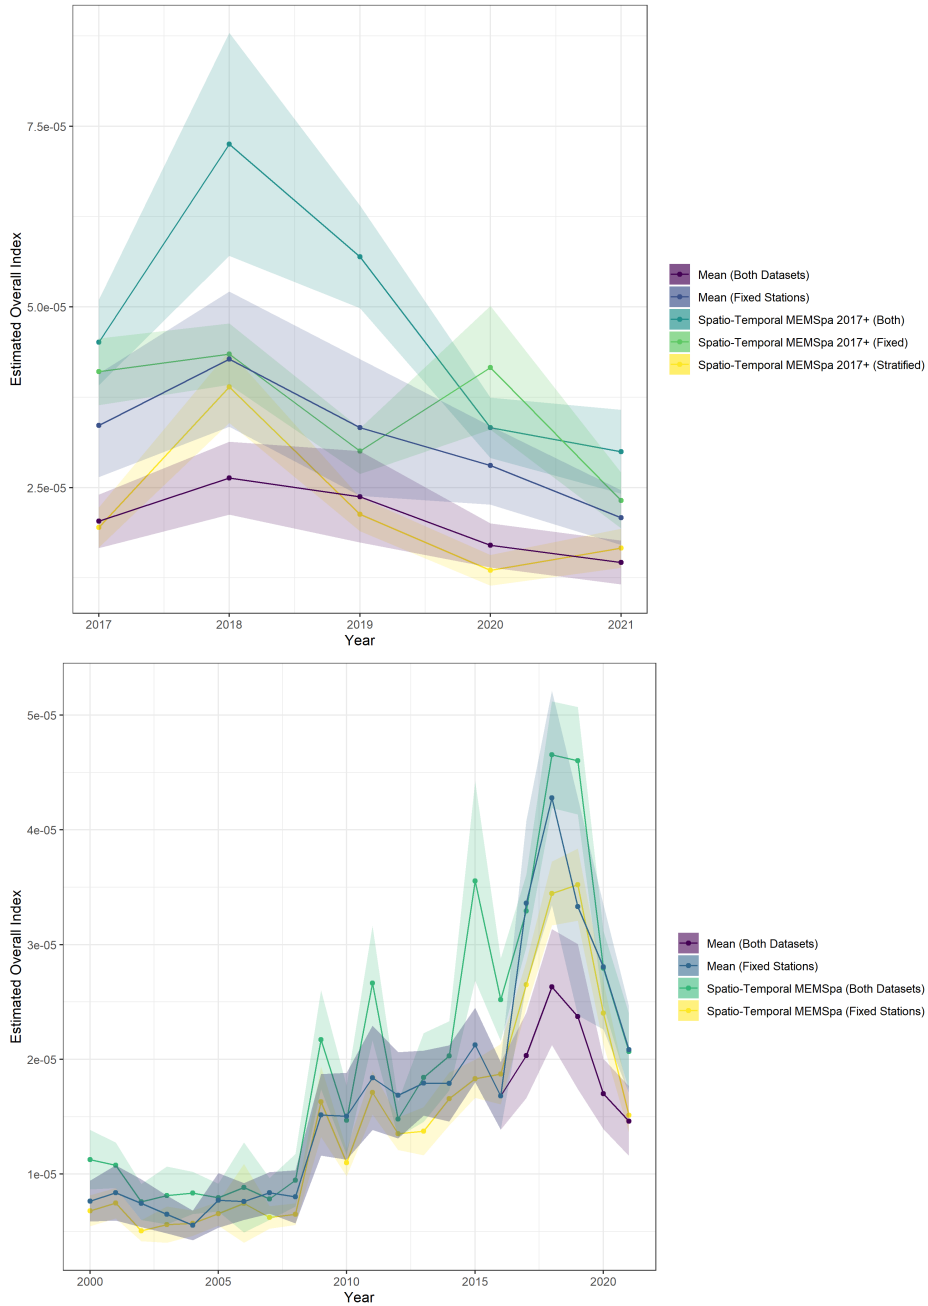 7.5e-05
5.0e-05
2.5e-05
Estimated Overall Index
2017 2018 2019 2020 2021
Year
Mean (Both Datasets)
Mean (Fixed Stations)
Spatio-Temporal MEMSpa 2017+ (Both)
Spatio-Temporal MEMSpa 2017+ (Fixed)
Spatio-Temporal MEMSpa 2017+ (Stratified)
5e-05
4e-05
3e-05
2e-05
1e-05
Estimated Overall Index
2000 2005 2010 2015 2020
Year
Mean (Both Datasets)
Mean (Fixed Stations)
Spatio-Temporal MEMSpa (Both Datasets)
Spatio-Temporal MEMSpa (Fixed Stations)